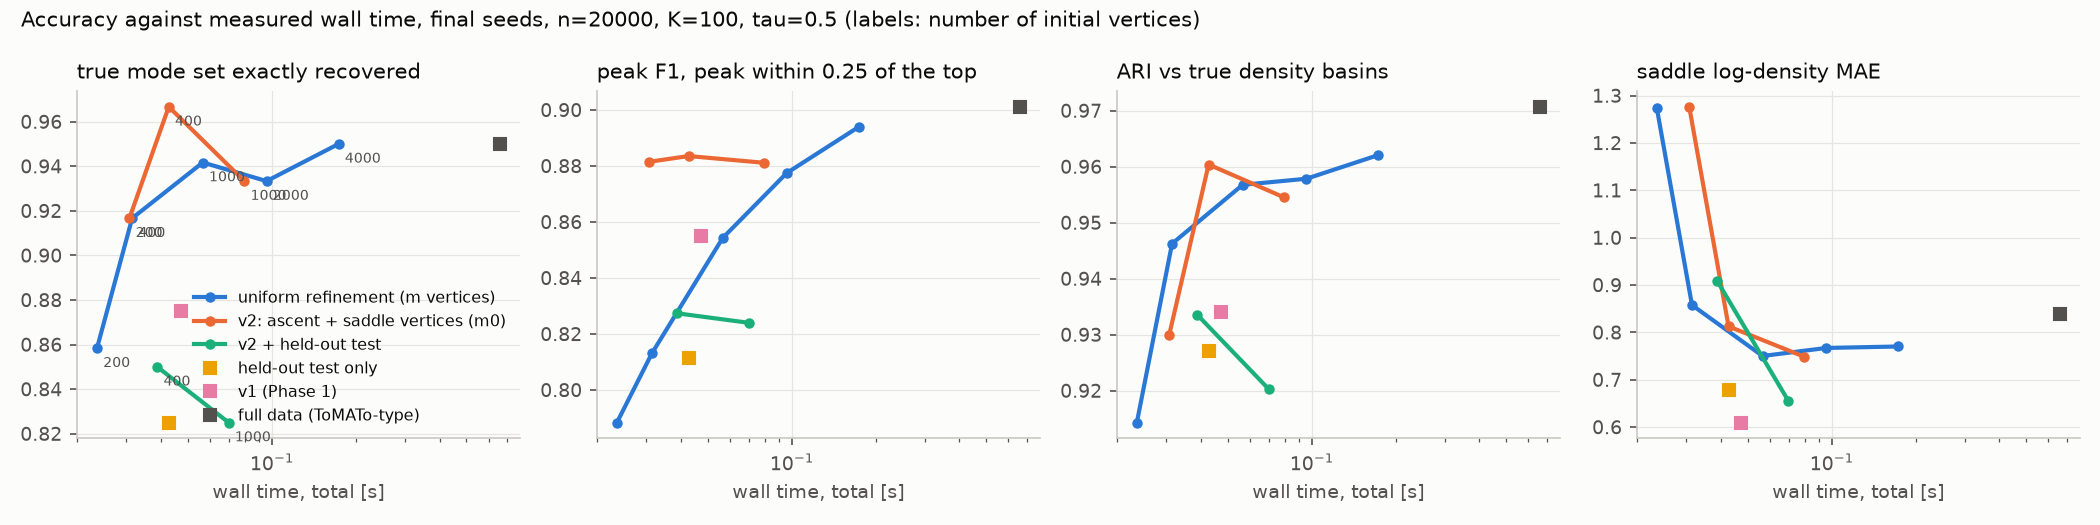 Accuracy against measured wall time, final seeds, n=20000, K=100, tau=0.5 (labels: number of initial vertices)
true mode set exactly recovered
0.96
0.94
0.92
0.90
0.88
0.86
0.84
0.82
400
4000
1000
1000
2000
200
400
200
400
1000
uniform refinement (m vertices)
v2: ascent + saddle vertices (m0)
v2 + held-out test
held-out test only
v1 (Phase 1)
full data (ToMATo-type)
10⁻¹
wall time, total [s]
peak F1, peak within 0.25 of the top
0.90
0.88
0.86
0.84
0.82
0.80
10⁻¹
wall time, total [s]
ARI vs true density basins
0.97
0.96
0.95
0.94
0.93
0.92
10⁻¹
wall time, total [s]
saddle log-density MAE
1.3
1.2
1.1
1.0
0.9
0.8
0.7
0.6
10⁻¹
wall time, total [s]